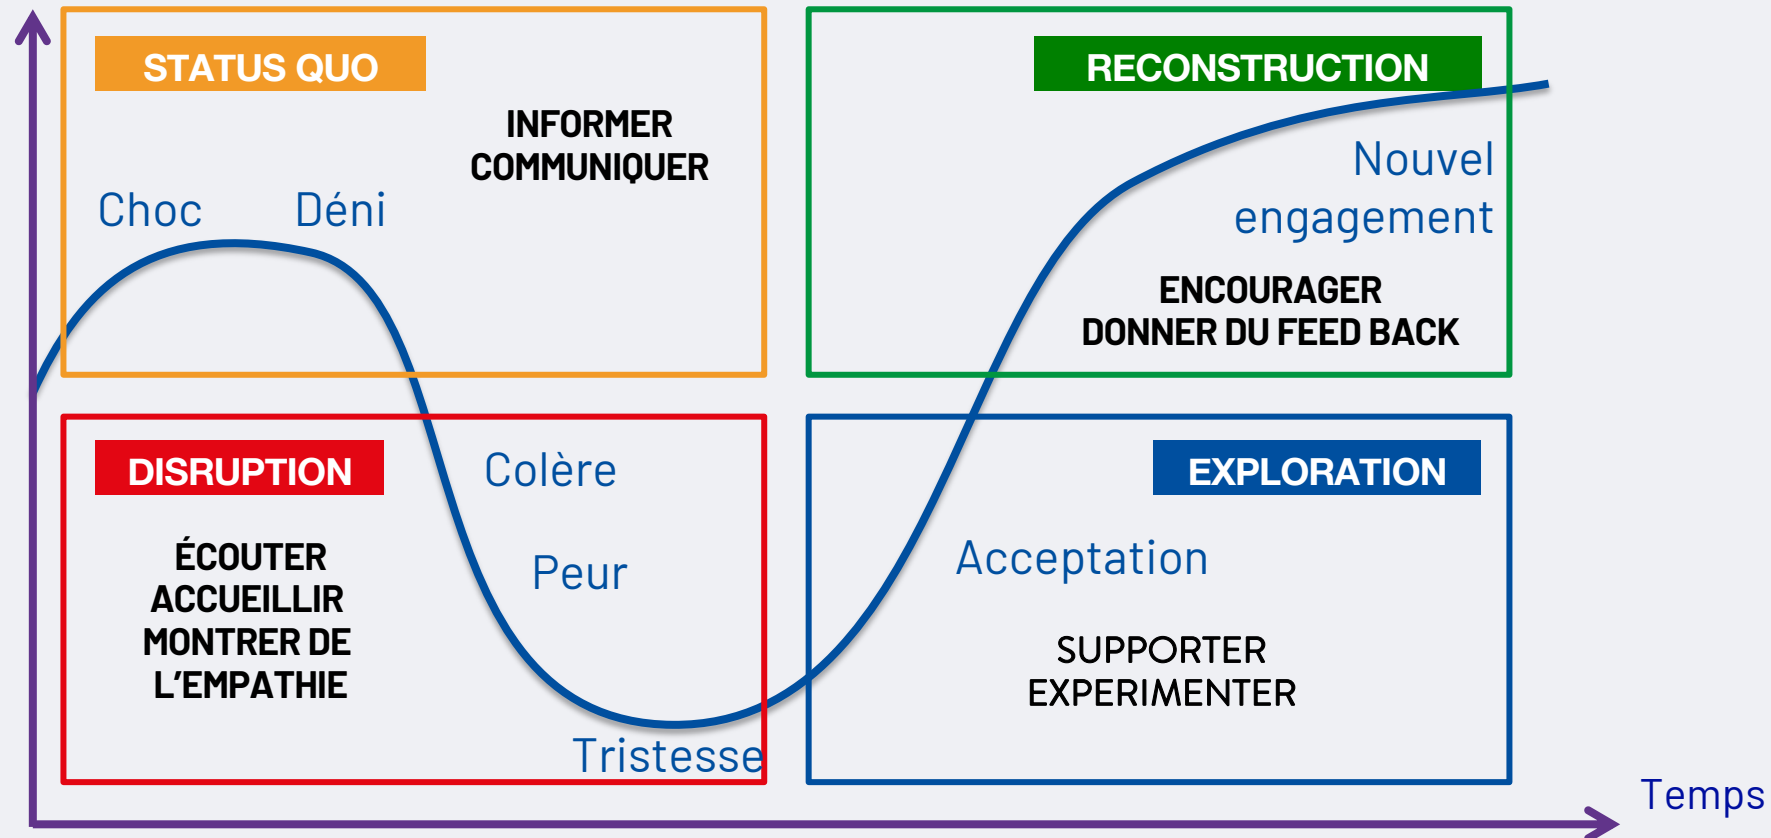 STATUS QUO
INFORMER
COMMUNIQUER
Choc
Déni
RECONSTRUCTION
Nouvel
engagement
ENCOURAGER
DONNER DU FEED BACK
DISRUPTION
Colère
ÉCOUTER
ACCUEILLIR
MONTRER DE
L’EMPATHIE
Peur
Tristesse
EXPLORATION
Acceptation
SUPPORTER
EXPERIMENTER
Temps